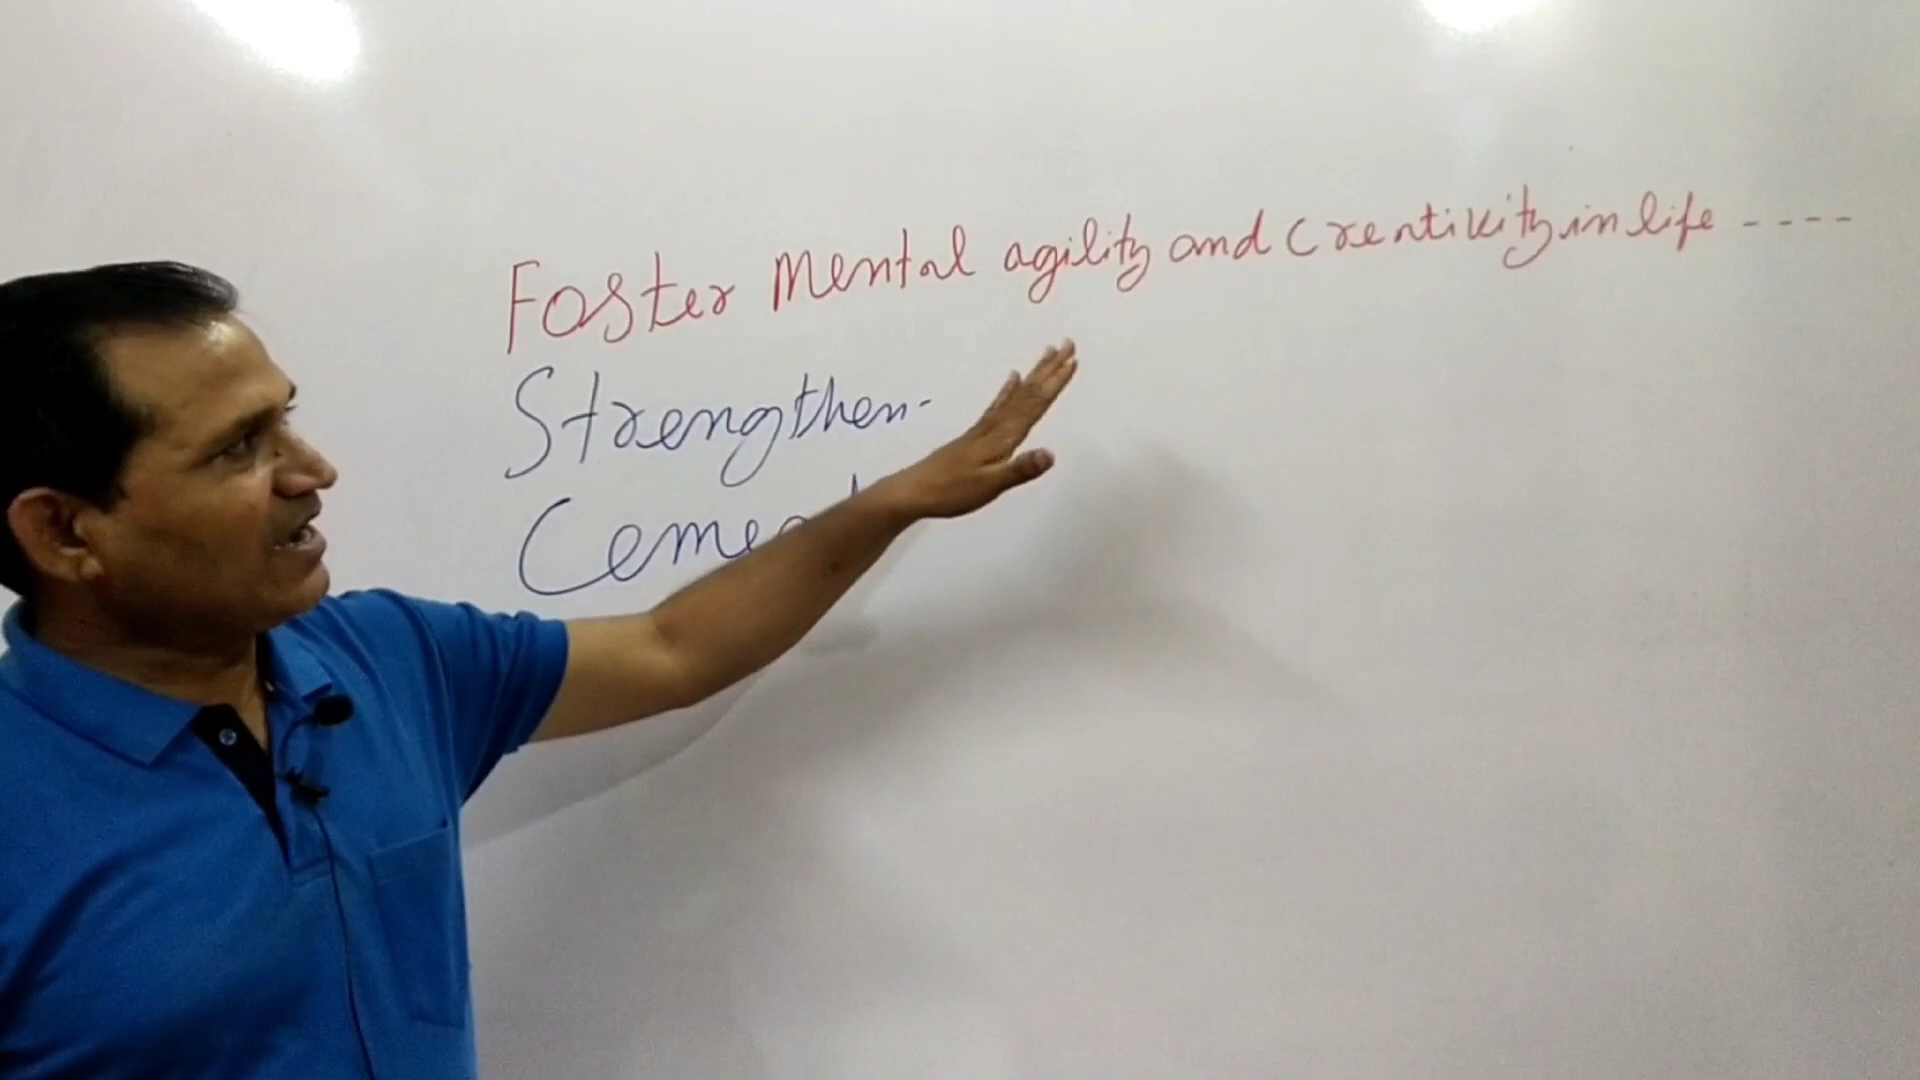 Foster Mental agility and creativity in life ----
Strengthen-